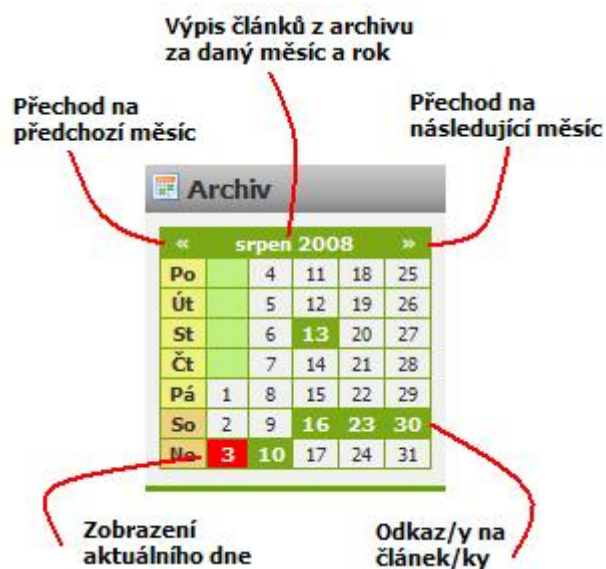 Výpis článků z archivu
za daný měsíc a rok
Přechod na
předchozí měsíc
Přechod na
následující měsíc
Archiv
« srpen 2008 »
Po 4 11 18 25
Út 5 12 19 26
St 6 13 20 27
Čt 7 14 21 28
Pá 1 8 15 22 29
So 2 9 16 23 30
Ne 3 10 17 24 31
Zobrazení
aktuálního dne
Odkaz/y na
článek/ky